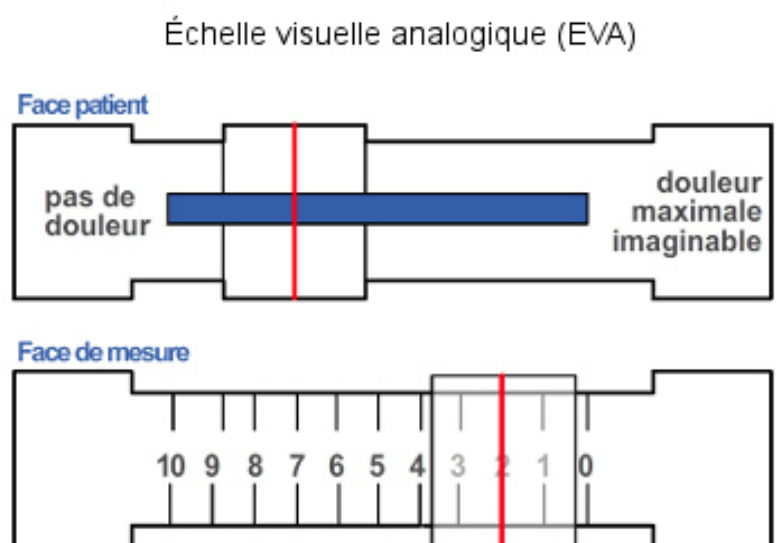 Échelle visuelle analogique (EVA)
Face patient
pas de
douleur
douleur
maximale
imaginable
Face de mesure
10 9 8 7 6 5 4 3 2 1 0